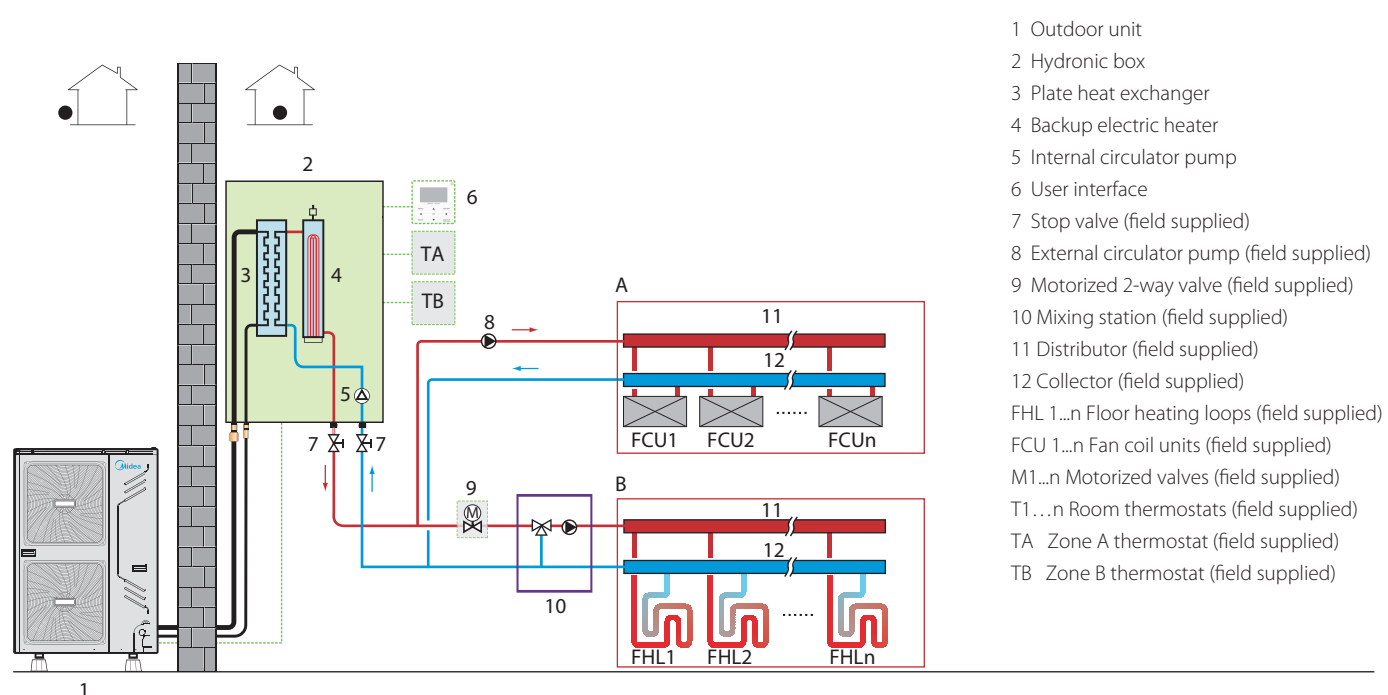 2
6
TA
TB
3
4
5
7
7
8
A
11
12
FCU1
FCU2
......
FCUn
9
M
10
B
11
12
FHL1
FHL2
......
FHLn
Midea
1
1 Outdoor unit
2 Hydronic box
3 Plate heat exchanger
4 Backup electric heater
5 Internal circulator pump
6 User interface
7 Stop valve (field supplied)
8 External circulator pump (field supplied)
9 Motorized 2-way valve (field supplied)
10 Mixing station (field supplied)
11 Distributor (field supplied)
12 Collector (field supplied)
FHL 1...n Floor heating loops (field supplied)
FCU 1...n Fan coil units (field supplied)
M1...n Motorized valves (field supplied)
T1…n Room thermostats (field supplied)
TA Zone A thermostat (field supplied)
TB Zone B thermostat (field supplied)